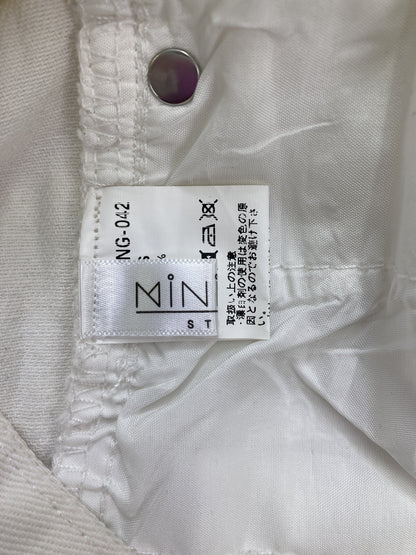 NG-042
%
MiN
ST
取扱い上の注意
漂白剤の使用は変色の原
因となるのでお避け下さ
い。